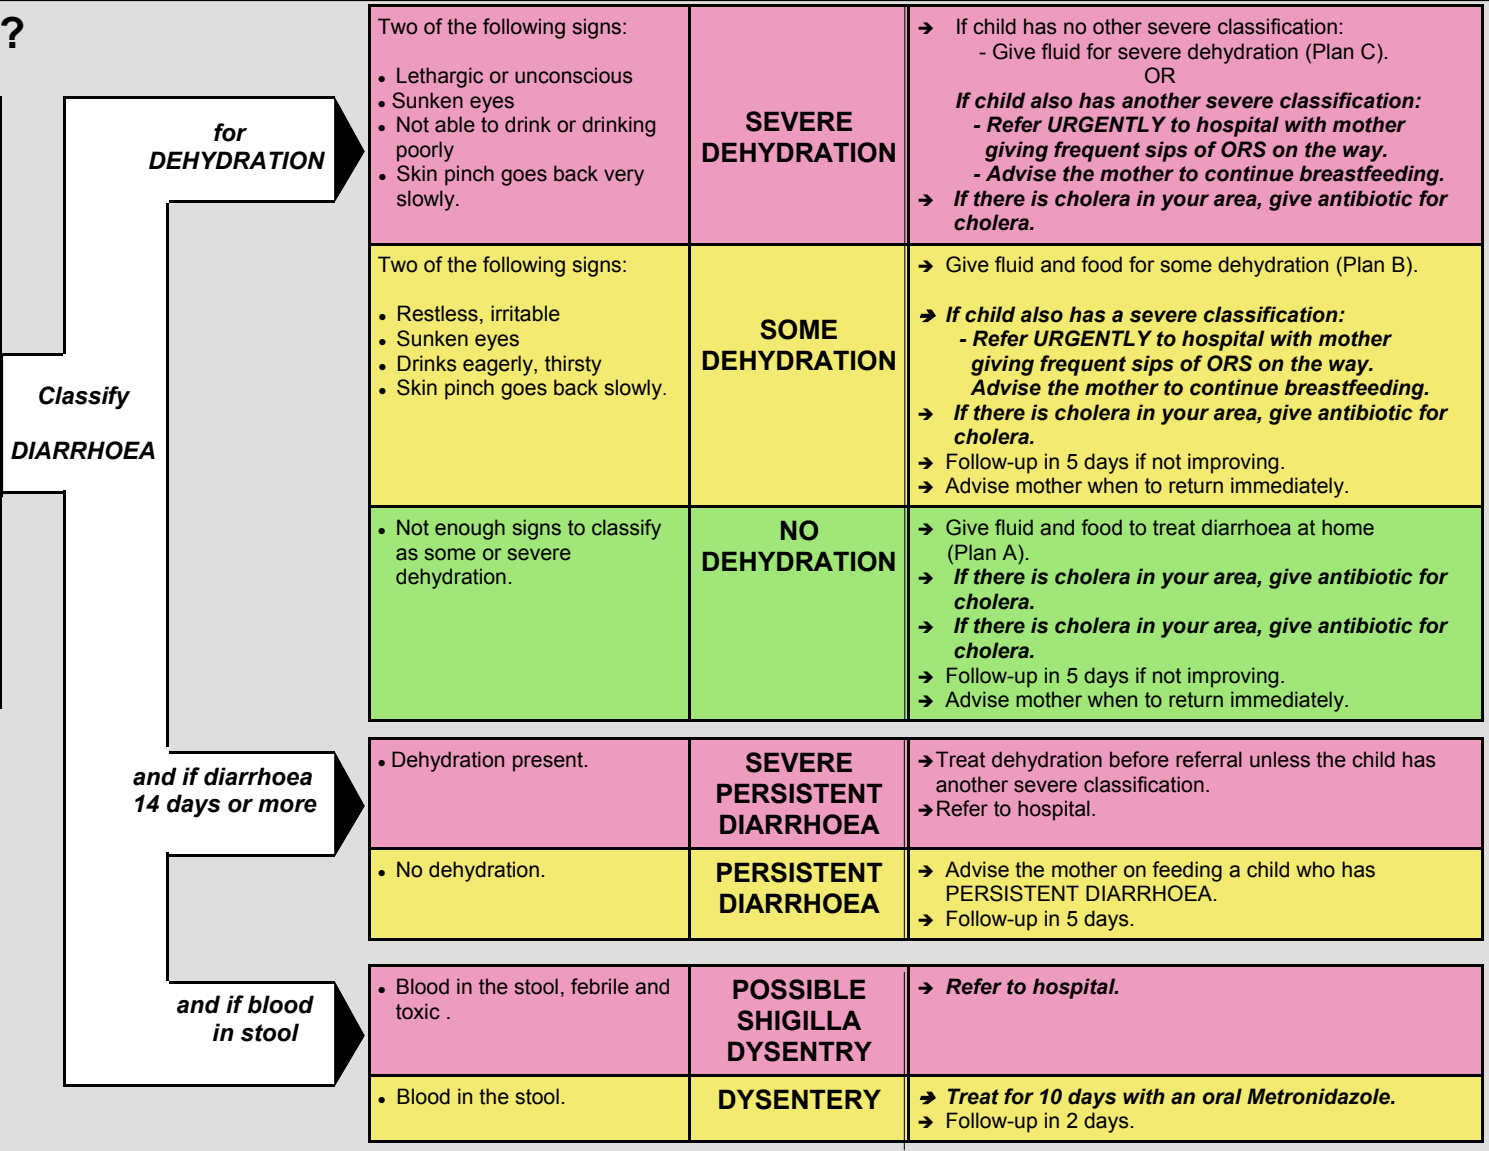 ?
Classify
DIARRHOEA
for
DEHYDRATION
Two of the following signs:
• Lethargic or unconscious
• Sunken eyes
• Not able to drink or drinking
poorly
• Skin pinch goes back very
slowly.
SEVERE
DEHYDRATION
➔ If child has no other severe classification:
- Give fluid for severe dehydration (Plan C).
OR
If child also has another severe classification:
- Refer URGENTLY to hospital with mother
giving frequent sips of ORS on the way.
- Advise the mother to continue breastfeeding.
➔ If there is cholera in your area, give antibiotic for
cholera.
Two of the following signs:
• Restless, irritable
• Sunken eyes
• Drinks eagerly, thirsty
• Skin pinch goes back slowly.
SOME
DEHYDRATION
➔ Give fluid and food for some dehydration (Plan B).
➔ If child also has a severe classification:
- Refer URGENTLY to hospital with mother
giving frequent sips of ORS on the way.
Advise the mother to continue breastfeeding.
➔ If there is cholera in your area, give antibiotic for
cholera.
➔ Follow-up in 5 days if not improving.
➔ Advise mother when to return immediately.
• Not enough signs to classify
as some or severe
dehydration.
NO
DEHYDRATION
➔ Give fluid and food to treat diarrhoea at home
(Plan A).
➔ If there is cholera in your area, give antibiotic for
cholera.
➔ If there is cholera in your area, give antibiotic for
cholera.
➔ Follow-up in 5 days if not improving.
➔ Advise mother when to return immediately.
and if diarrhoea
14 days or more
• Dehydration present.
SEVERE
PERSISTENT
DIARRHOEA
➔ Treat dehydration before referral unless the child has
another severe classification.
➔ Refer to hospital.
• No dehydration.
PERSISTENT
DIARRHOEA
➔ Advise the mother on feeding a child who has
PERSISTENT DIARRHOEA.
➔ Follow-up in 5 days.
and if blood
in stool
• Blood in the stool, febrile and
toxic .
POSSIBLE
SHIGILLA
DYSENTRY
➔ Refer to hospital.
• Blood in the stool.
DYSENTERY
➔ Treat for 10 days with an oral Metronidazole.
➔ Follow-up in 2 days.